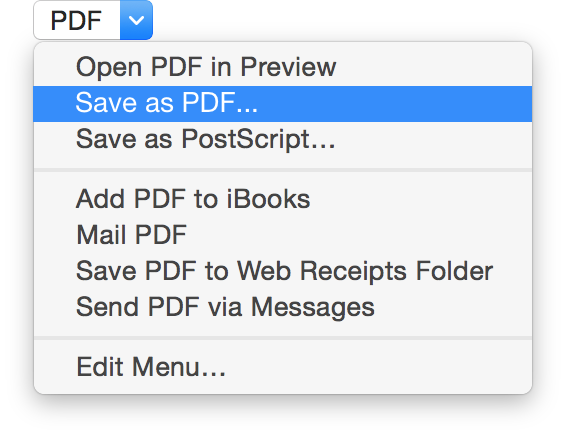 PDF
Open PDF in Preview
Save as PDF...
Save as PostScript…
Add PDF to iBooks
Mail PDF
Save PDF to Web Receipts Folder
Send PDF via Messages
Edit Menu…